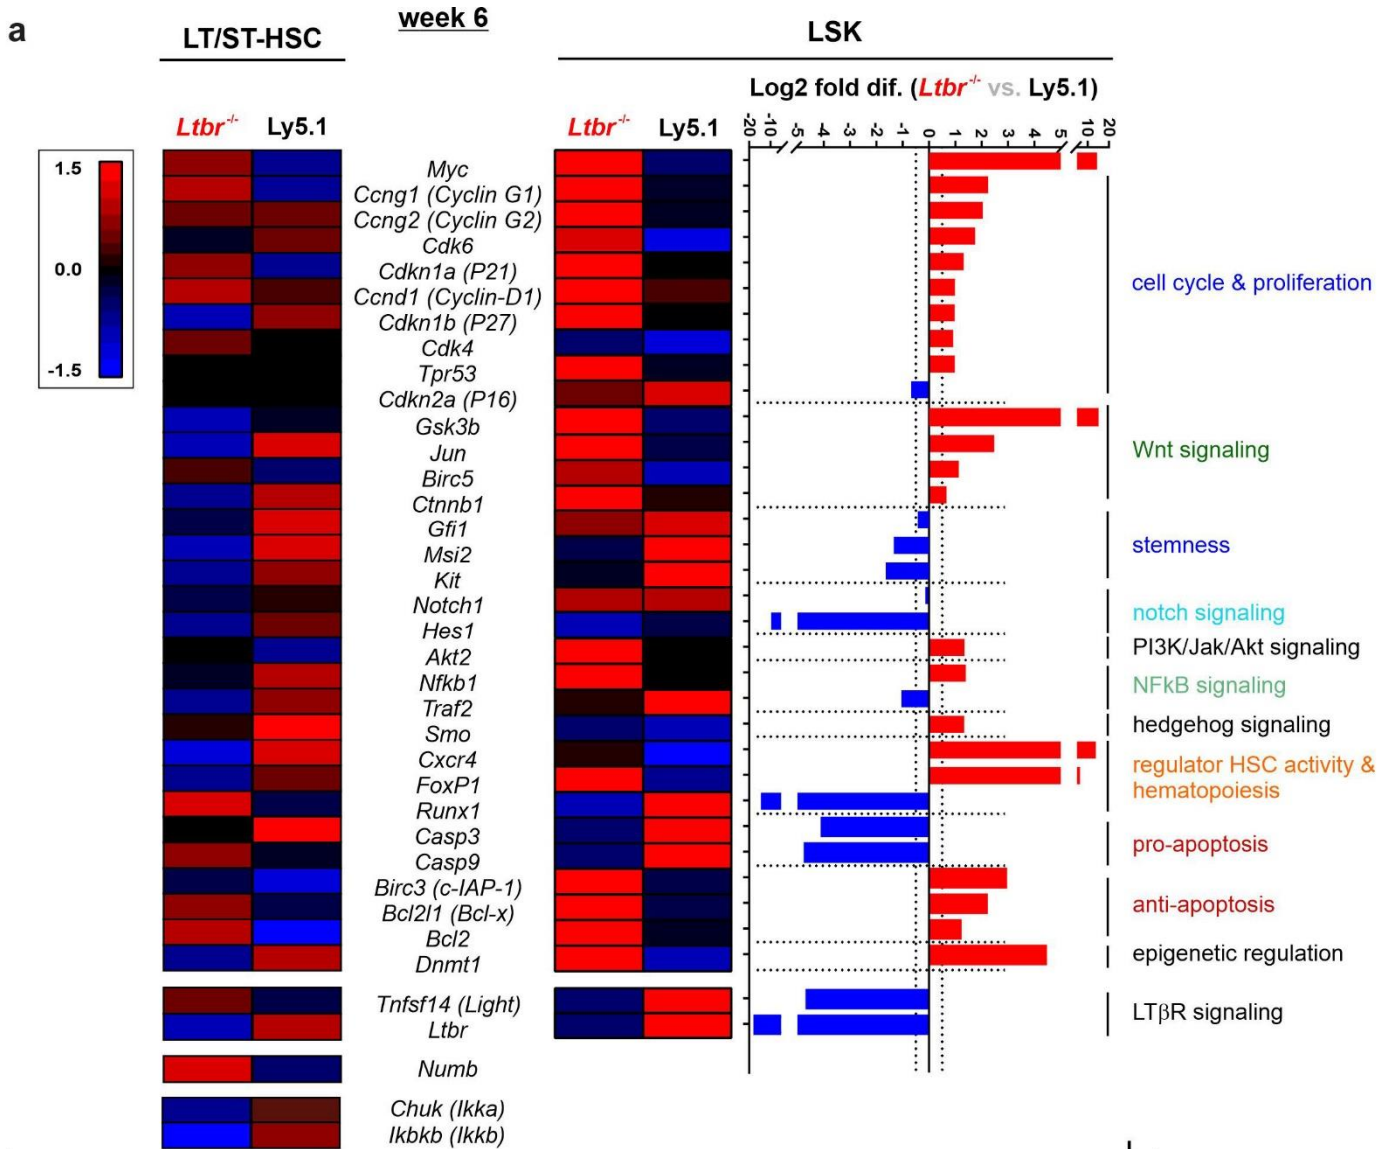 a
week 6
LT/ST-HSC
LSK
Log2 fold dif. (Ltbr-/- vs. Ly5.1)
Ltbr-/- Ly5.1
Ltbr-/- Ly5.1
-20 -10 -5 -4 -3 -2 -1 0 1 2 3 4 5 10 20
1.5
0.0
-1.5
Myc
Ccng1 (Cyclin G1)
Ccng2 (Cyclin G2)
Cdk6
Cdkn1a (P21)
Ccnd1 (Cyclin-D1)
Cdkn1b (P27)
Cdk4
Tpr53
Cdkn2a (P16)
Gsk3b
Jun
Birc5
Ctnnb1
Gfi1
Msi2
Kit
Notch1
Hes1
Akt2
Nfkb1
Traf2
Smo
Cxcr4
FoxP1
Runx1
Casp3
Casp9
Birc3 (c-IAP-1)
Bcl2l1 (Bcl-x)
Bcl2
Dnmt1
Tnfsf14 (Light)
Ltbr
Numb
Chuk (Ikka)
Ikbkb (Ikkb)
cell cycle & proliferation
Wnt signaling
stemness
notch signaling
PI3K/Jak/Akt signaling
NFkB signaling
hedgehog signaling
regulator HSC activity &
hematopoiesis
pro-apoptosis
anti-apoptosis
epigenetic regulation
LTβR signaling